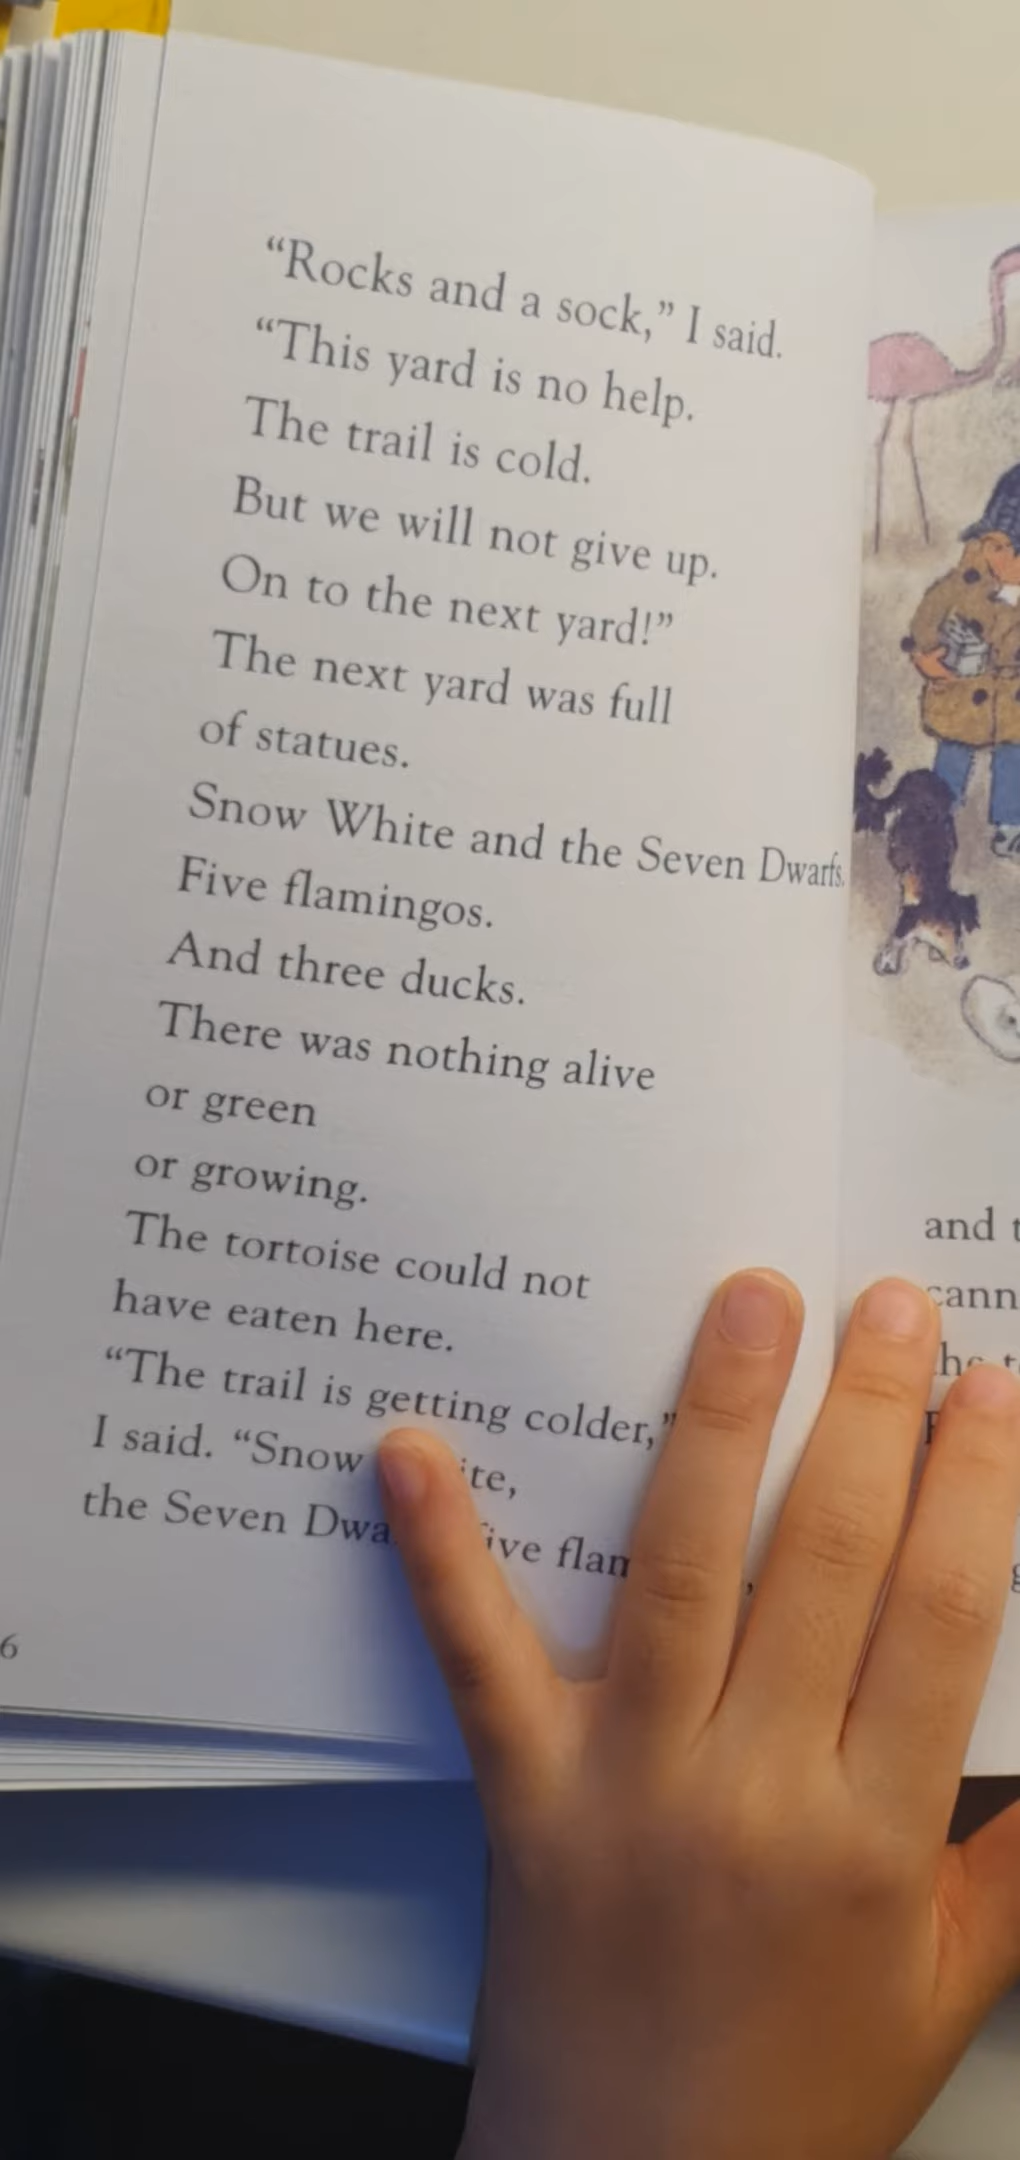 “Rocks and a sock,” I said.
“This yard is no help.
The trail is cold.
But we will not give up.
On to the next yard!”
The next yard was full
of statues.
Snow White and the Seven Dwarfs.
Five flamingos.
And three ducks.
There was nothing alive
or green
or growing.
The tortoise could not
have eaten here.
“The trail is getting colder,”
I said. “Snow
the Seven
6
and